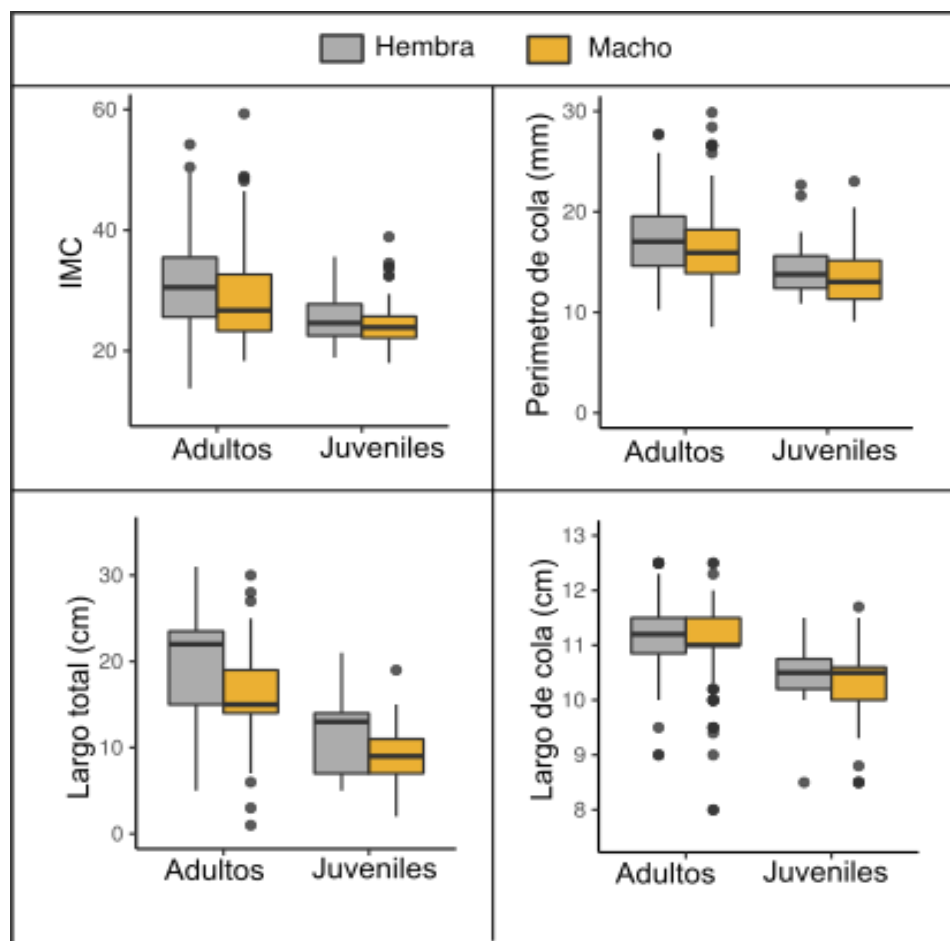 Hembra Macho
IMC
60
40
20
Adultos Juveniles
Perimetro de cola (mm)
30
20
10
0
Adultos Juveniles
Largo total (cm)
30
20
10
0
Adultos Juveniles
Largo de cola (cm)
13
12
11
10
9
8
Adultos Juveniles